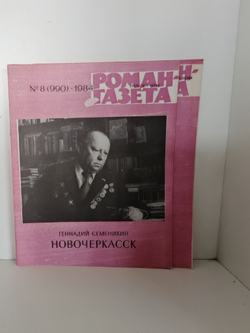 № 8 (990) · 1984
РОМАН-
ГАЗЕТА
Н-
А
ГЕННАДИЙ СЕМЕНИХИН
НОВОЧЕРКАССК